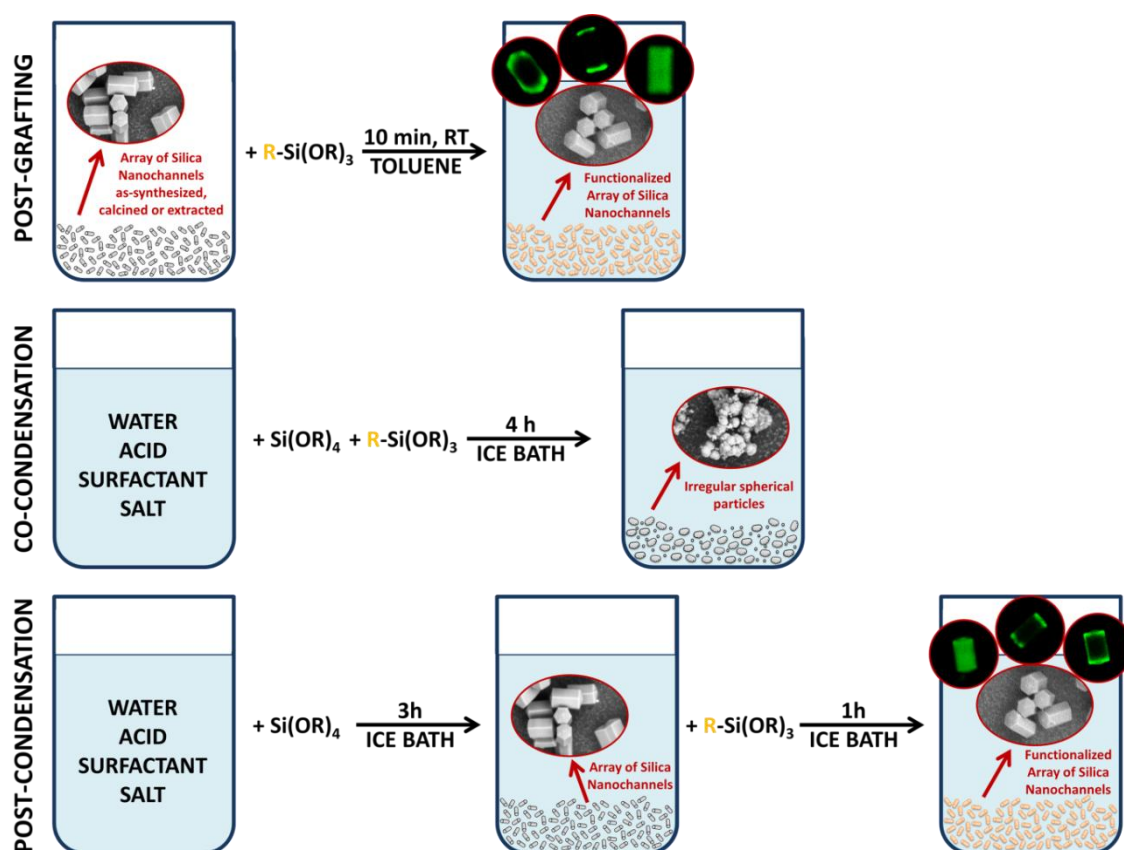 POST-GRAFTING
Array of Silica
Nanochannels
as-synthesized,
calcined or extracted
+ R-Si(OR)₃
10 min, RT
TOLUENE
Functionalized
Array of Silica
Nanochannels
CO-CONDENSATION
WATER
ACID
SURFACTANT
SALT
+ Si(OR)₄ + R-Si(OR)₃
4 h
ICE BATH
Irregular spherical
particles
POST-CONDENSATION
WATER
ACID
SURFACTANT
SALT
+ Si(OR)₄
3h
ICE BATH
Array of Silica
Nanochannels
+ R-Si(OR)₃
1h
ICE BATH
Functionalized
Array of Silica
Nanochannels